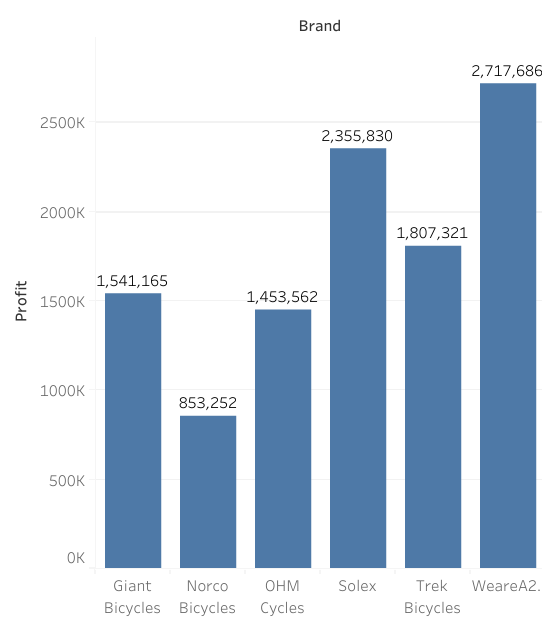 Brand
2,717,686
2500K
2,355,830
2000K
1,807,321
1,541,165
1,453,562
1500K
Profit
1000K
853,252
500K
0K
Giant
Bicycles
Norco
Bicycles
OHM
Cycles
Solex
Trek
Bicycles
WeareA2.